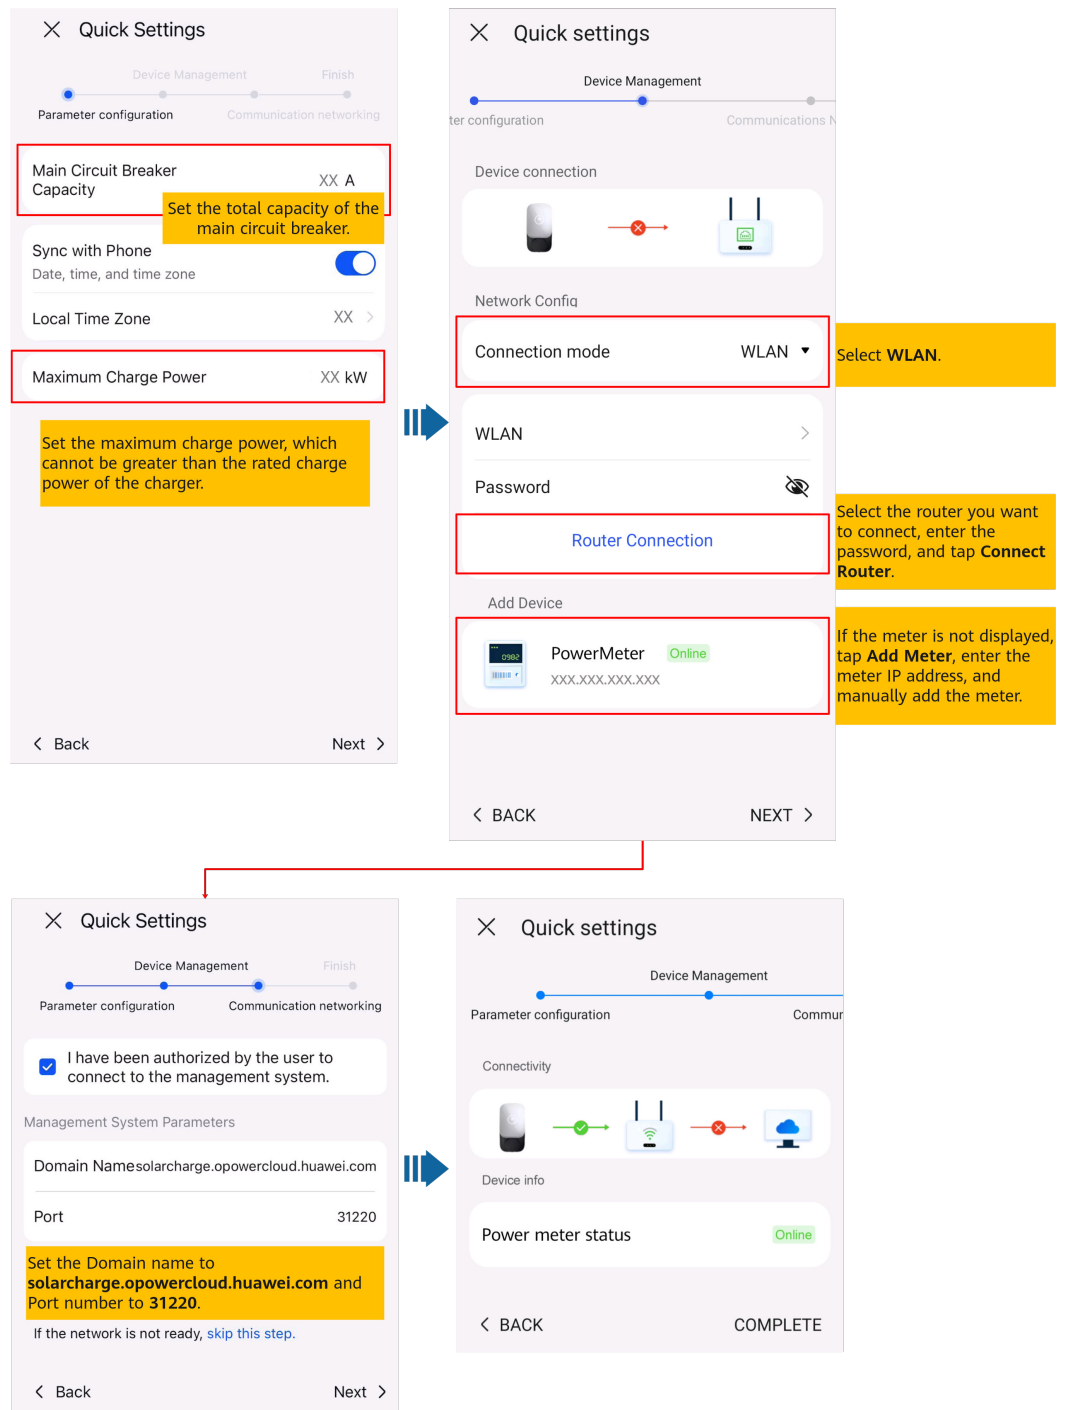 Quick Settings
Device Management
Finish
Parameter configuration
Communication networking
Main Circuit Breaker
Capacity
XX A
Set the total capacity of the
main circuit breaker.
Sync with Phone
Date, time, and time zone
Local Time Zone
XX
Maximum Charge Power
XX kW
Set the maximum charge power, which
cannot be greater than the rated charge
power of the charger.
Back
Next
Quick settings
Device Management
ter configuration
Communications N
Device connection
Network Config
Connection mode
WLAN
Select WLAN.
WLAN
Password
Router Connection
Select the router you want
to connect, enter the
password, and tap Connect
Router.
Add Device
PowerMeter
Online
XXX.XXX.XXX.XXX
If the meter is not displayed,
tap Add Meter, enter the
meter IP address, and
manually add the meter.
BACK
NEXT
Quick Settings
Device Management
Finish
Parameter configuration
Communication networking
I have been authorized by the user to
connect to the management system.
Management System Parameters
Domain Name solarcharge.opowercloud.huawei.com
Port
31220
Set the Domain name to
solarcharge.opowercloud.huawei.com and
Port number to 31220.
If the network is not ready, skip this step.
Back
Next
Quick settings
Device Management
Parameter configuration
Commur
Connectivity
Device info
Power meter status
Online
BACK
COMPLETE